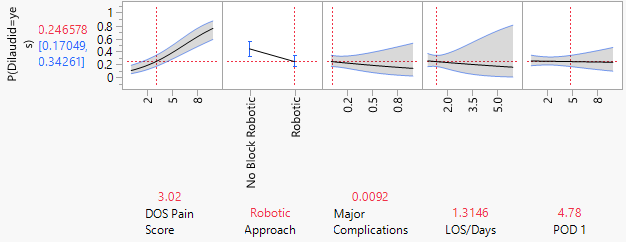 P(Dilaudid=ye
s)
0.246578
[0.17049,
0.34261]
1
0.8
0.6
0.4
0.2
0
2
5
8
No Block Robotic
Robotic
0.2
0.5
0.8
2.0
3.5
5.0
2
5
8
3.02
DOS Pain
Score
Robotic
Approach
0.0092
Major
Complications
1.3146
LOS/Days
4.78
POD 1